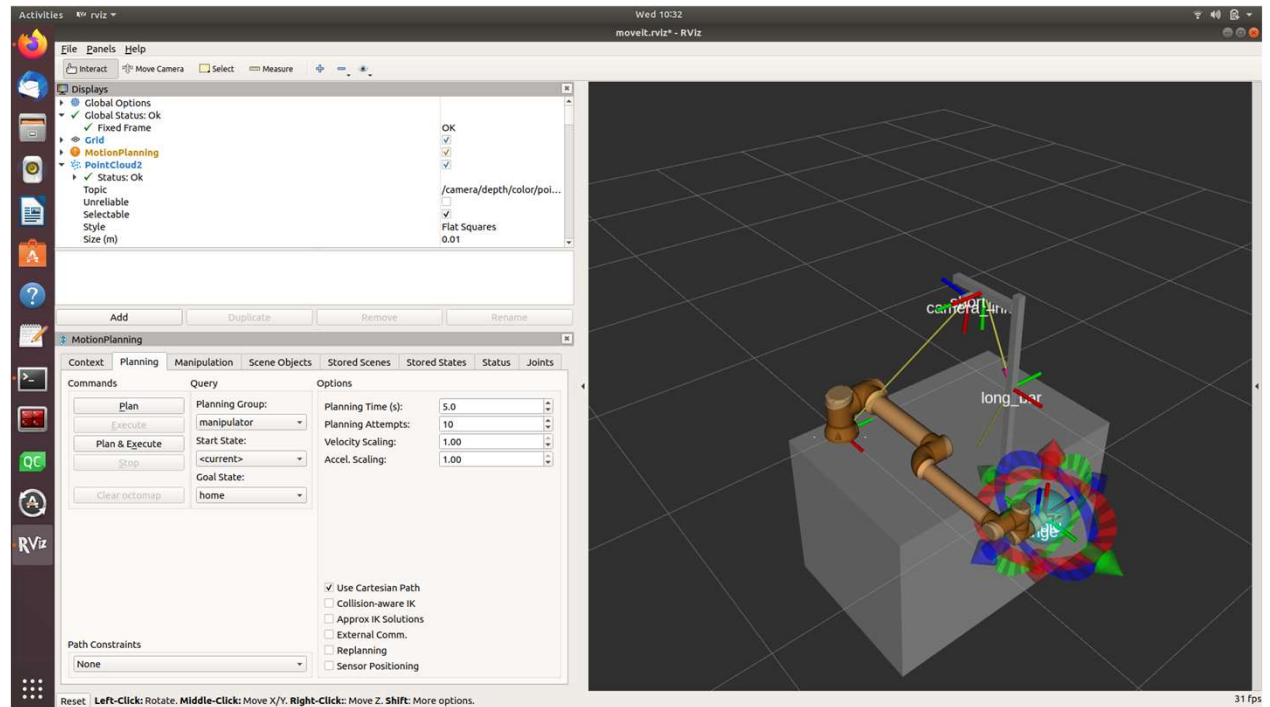 Activities RViz rviz Wed 10:32
moveit.rviz* - RViz
File Panels Help
Interact Move Camera Select Measure
Displays
Global Options
Global Status: Ok
Fixed Frame OK
Grid
MotionPlanning
PointCloud2
Status: Ok
Topic /camera/depth/color/poi...
Unreliable
Selectable
Style Flat Squares
Size (m) 0.01
Add Duplicate Remove Rename
MotionPlanning
Context Planning Manipulation Scene Objects Stored Scenes Stored States Status Joints
Commands Query Options
Plan Planning Group: Planning Time (s): 5.0
Execute manipulator Planning Attempts: 10
Plan & Execute Start State: Velocity Scaling: 1.00
Stop <current> Accel. Scaling: 1.00
Goal State:
Clear octomap home
Use Cartesian Path
Collision-aware IK
Approx IK Solutions
External Comm.
Replanning
Sensor Positioning
Path Constraints
None
Reset Left-Click: Rotate. Middle-Click: Move X/Y. Right-Click:: Move Z. Shift: More options. 31 fps
long_bar
QC
RViz